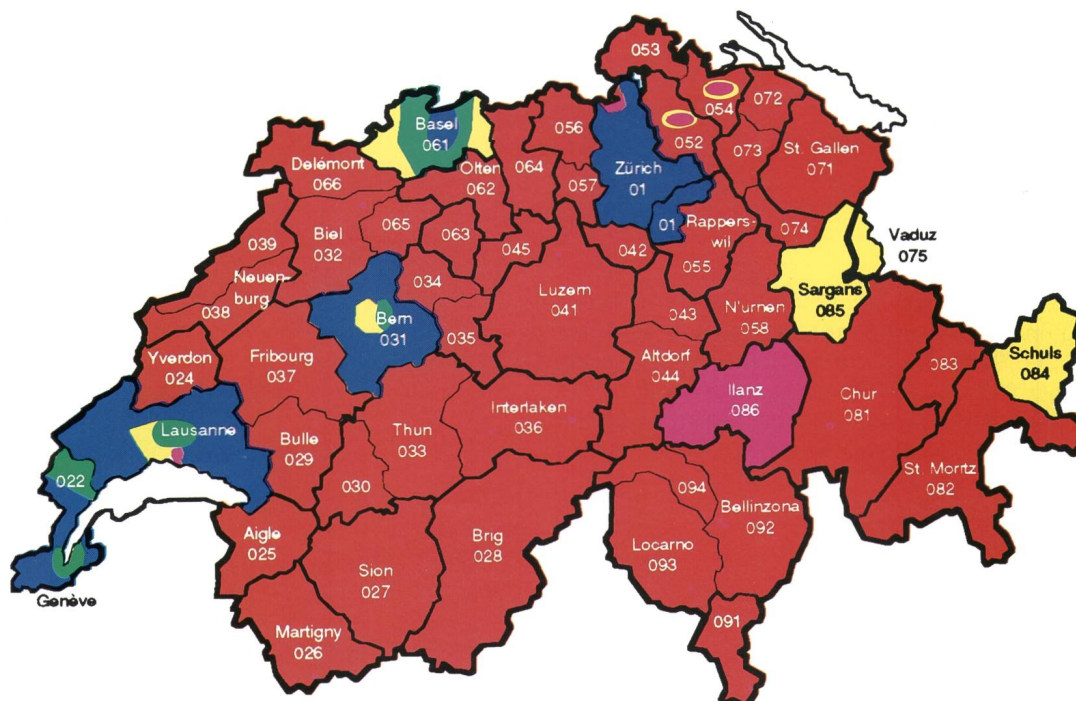 053
054
072
Basel
061
056
052
073
St. Gallen
071
Delémont
066
Olten
062
064
057
Zürich
01
01
Rappers-
wil
055
074
Vaduz
075
039
Biel
032
065
063
045
042
Neuen-
burg
038
034
Luzern
041
043
N'urnen
058
Sargans
085
Bern
031
035
Yverdon
024
Fribourg
037
Altdorf
044
Ilanz
086
Chur
081
083
Schuls
084
Lausanne
022
Bulle
029
Thun
033
Interlaken
036
030
094
Bellinzona
092
St. Moritz
082
Aigle
025
Sion
027
Brig
028
Locarno
093
Genève
Martigny
026
091